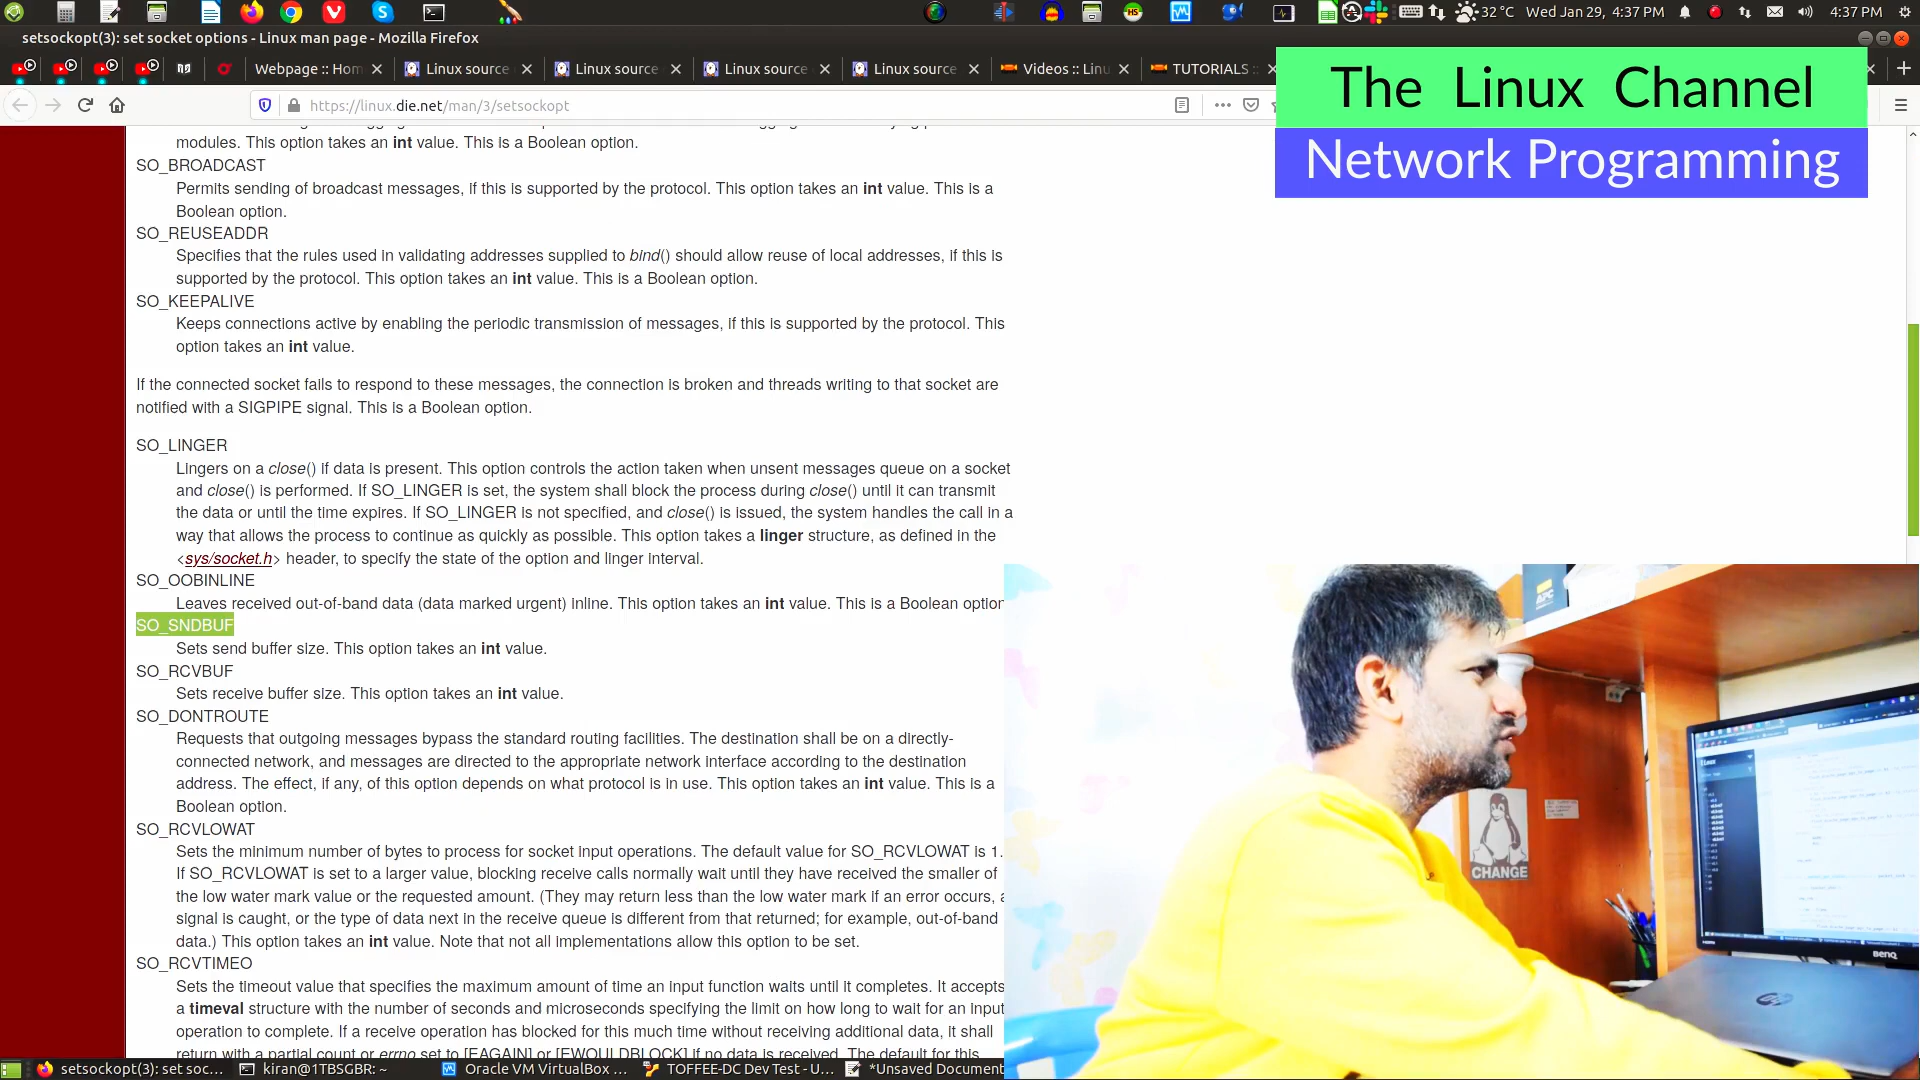 32 °C Wed Jan 29, 4:37 PM 4:37 PM
setsockopt(3): set socket options - Linux man page - Mozilla Firefox
Webpage :: Hom Linux source Linux source Linux source Linux source Videos :: Linu TUTORIALS ::
https://linux.die.net/man/3/setsockopt
The Linux Channel
Network Programming
modules. This option takes an int value. This is a Boolean option.
SO_BROADCAST
Permits sending of broadcast messages, if this is supported by the protocol. This option takes an int value. This is a
Boolean option.
SO_REUSEADDR
Specifies that the rules used in validating addresses supplied to bind() should allow reuse of local addresses, if this is
supported by the protocol. This option takes an int value. This is a Boolean option.
SO_KEEPALIVE
Keeps connections active by enabling the periodic transmission of messages, if this is supported by the protocol. This
option takes an int value.
If the connected socket fails to respond to these messages, the connection is broken and threads writing to that socket are
notified with a SIGPIPE signal. This is a Boolean option.
SO_LINGER
Lingers on a close() if data is present. This option controls the action taken when unsent messages queue on a socket
and close() is performed. If SO_LINGER is set, the system shall block the process during close() until it can transmit
the data or until the time expires. If SO_LINGER is not specified, and close() is issued, the system handles the call in a
way that allows the process to continue as quickly as possible. This option takes a linger structure, as defined in the
<sys/socket.h> header, to specify the state of the option and linger interval.
SO_OOBINLINE
Leaves received out-of-band data (data marked urgent) inline. This option takes an int value. This is a Boolean option
SO_SNDBUF
Sets send buffer size. This option takes an int value.
SO_RCVBUF
Sets receive buffer size. This option takes an int value.
SO_DONTROUTE
Requests that outgoing messages bypass the standard routing facilities. The destination shall be on a directly-
connected network, and messages are directed to the appropriate network interface according to the destination
address. The effect, if any, of this option depends on what protocol is in use. This option takes an int value. This is a
Boolean option.
SO_RCVLOWAT
Sets the minimum number of bytes to process for socket input operations. The default value for SO_RCVLOWAT is 1.
If SO_RCVLOWAT is set to a larger value, blocking receive calls normally wait until they have received the smaller of
the low water mark value or the requested amount. (They may return less than the low water mark if an error occurs, a
signal is caught, or the type of data next in the receive queue is different from that returned; for example, out-of-band
data.) This option takes an int value. Note that not all implementations allow this option to be set.
SO_RCVTIMEO
Sets the timeout value that specifies the maximum amount of time an input function waits until it completes. It accepts
a timeval structure with the number of seconds and microseconds specifying the limit on how long to wait for an input
operation to complete. If a receive operation has blocked for this much time without receiving additional data, it shall
return with a partial count or errno set to [EAGAIN] or [EWOULDBLOCK] if no data is received. The default for this
APC
CHANGE
BenQ
hp
setsockopt(3): set soc... kiran@1TBSGBR: ~ Oracle VM VirtualBox ... TOFFEE-DC Dev Test - U... *Unsaved Document